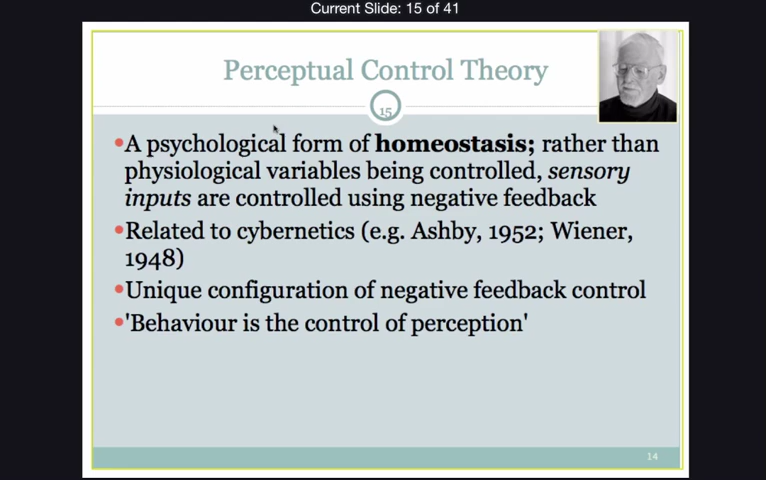 Current Slide: 15 of 41
Perceptual Control Theory
15
•A psychological form of homeostasis; rather than
physiological variables being controlled, sensory
inputs are controlled using negative feedback
•Related to cybernetics (e.g. Ashby, 1952; Wiener,
1948)
•Unique configuration of negative feedback control
•'Behaviour is the control of perception'
14